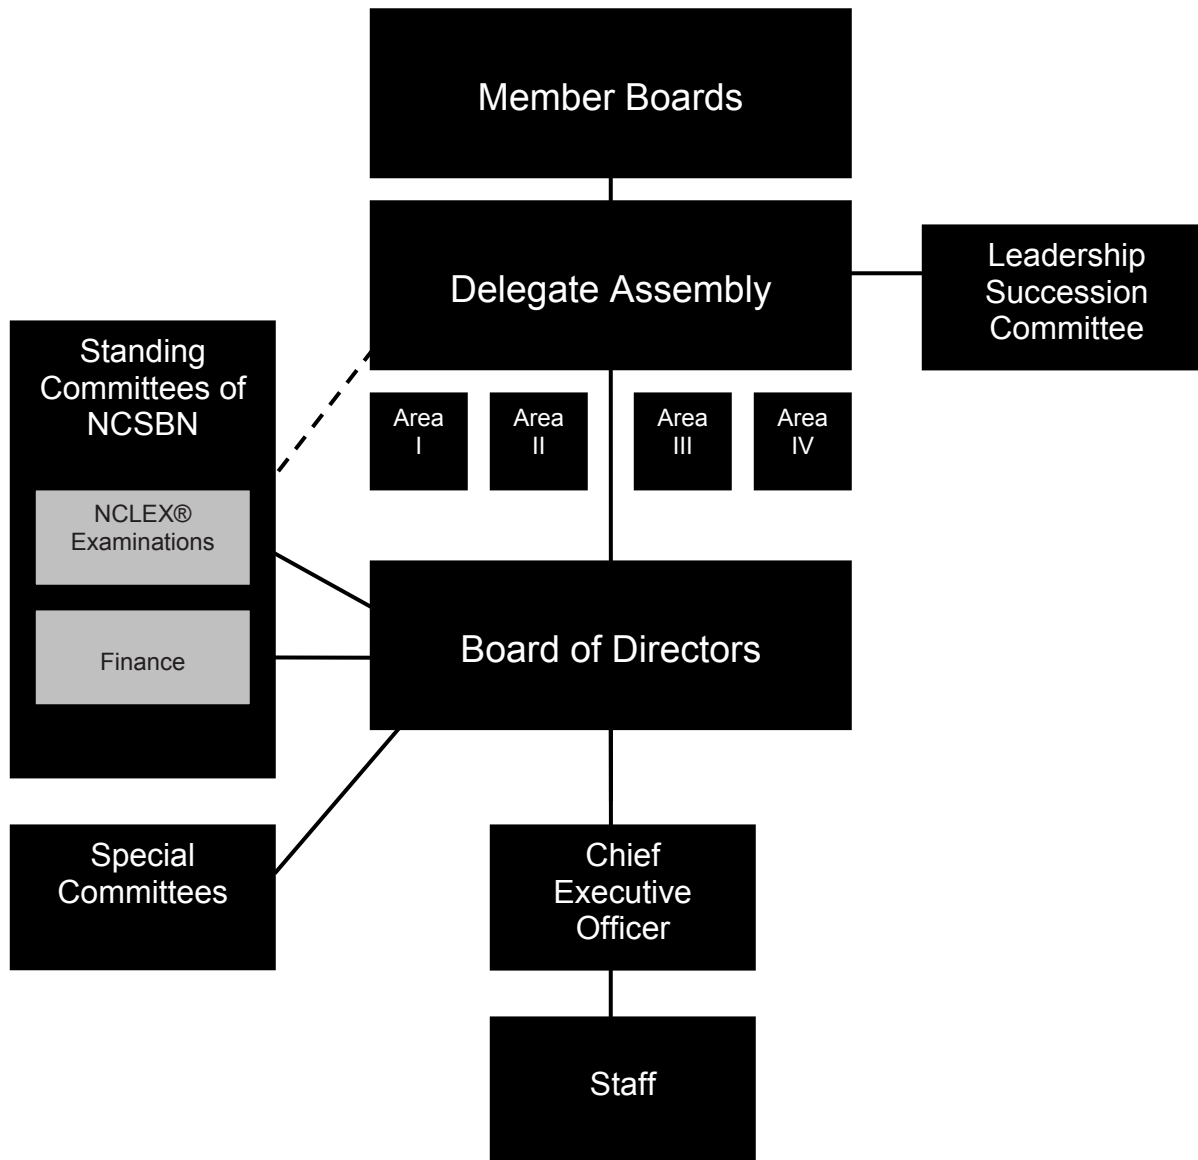 Member Boards
Delegate Assembly
Leadership
Succession
Committee
Standing
Committees of
NCSBN
Area
I
Area
II
Area
III
Area
IV
NCLEX®
Examinations
Finance
Board of Directors
Special
Committees
Chief
Executive
Officer
Staff